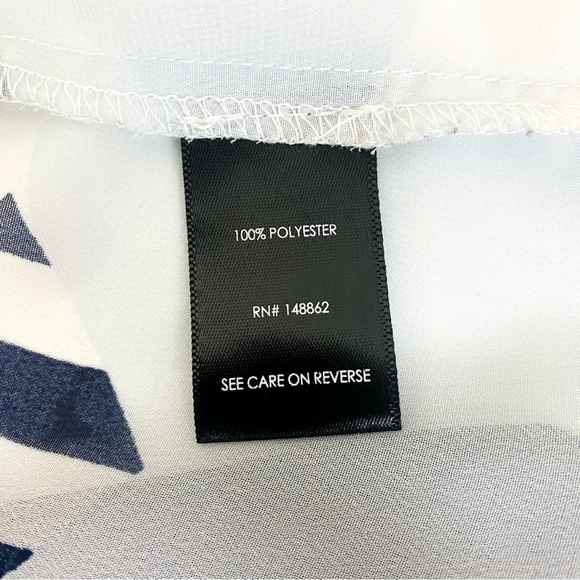 100% POLYESTER
RN# 148862
SEE CARE ON REVERSE